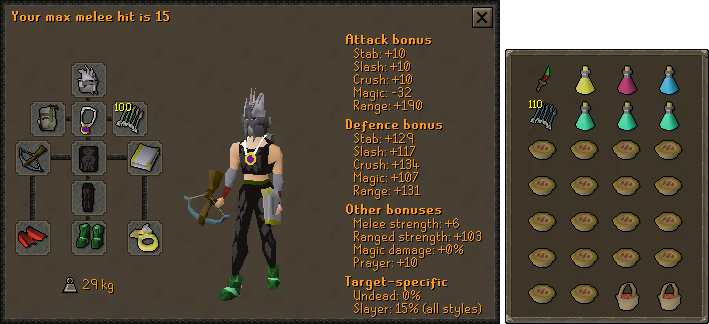 Your max melee hit is 15
Attack bonus
Stab: +10
Slash: +10
Crush: +10
Magic: -32
Range: +190
Defence bonus
Stab: +129
Slash: +117
Crush: +134
Magic: +107
Range: +131
Other bonuses
Melee strength: +6
Ranged strength: +103
Magic damage: +0%
Prayer: +10
Target-specific
Undead: 0%
Slayer: 15% (all styles)
100
29 kg
110